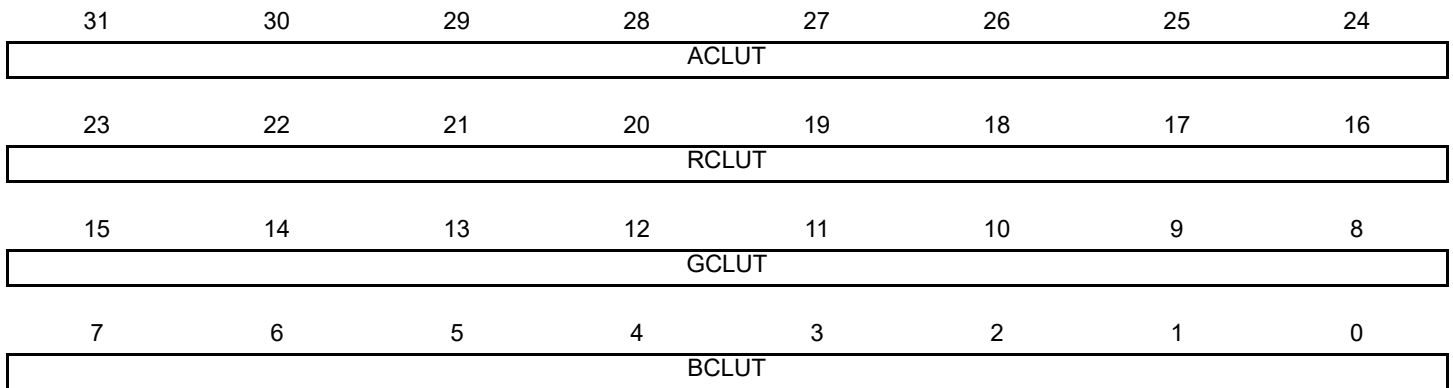 31 30 29 28 27 26 25 24
ACLUT
23 22 21 20 19 18 17 16
RCLUT
15 14 13 12 11 10 9 8
GCLUT
7 6 5 4 3 2 1 0
BCLUT